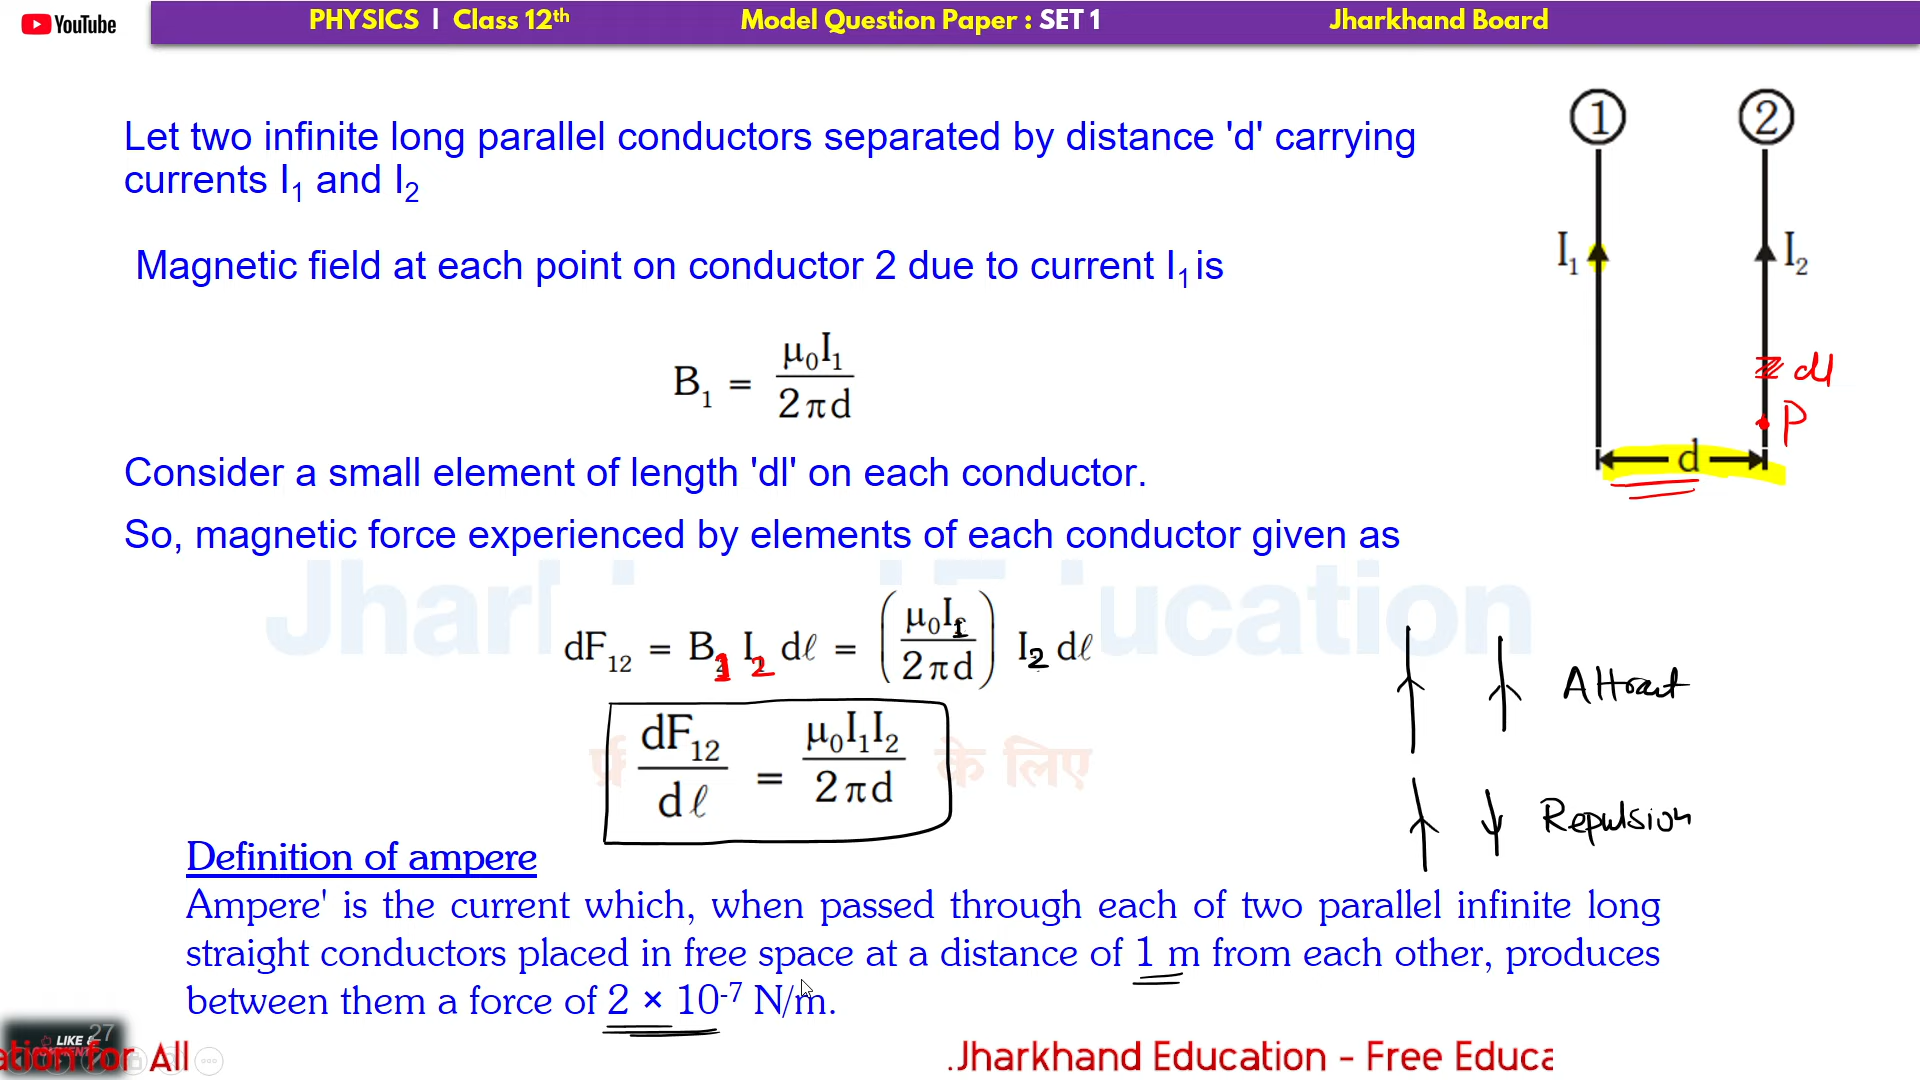 YouTube
PHYSICS | Class 12th Model Question Paper : SET 1 Jharkhand Board
Let two infinite long parallel conductors separated by distance 'd' carrying
currents I₁ and I₂
Magnetic field at each point on conductor 2 due to current I₁ is
B₁ = μ₀I₁ / 2πd
Consider a small element of length 'dl' on each conductor.
So, magnetic force experienced by elements of each conductor given as
dF₁₂ = B₁ I₂ dℓ = (μ₀I₁ / 2πd) I₂ dℓ
dF₁₂ / dℓ = μ₀I₁I₂ / 2πd
के लिए
1 2
I₁ I₂
dl
P
d
Attract
Repulsion
Definition of ampere
Ampere' is the current which, when passed through each of two parallel infinite long
straight conductors placed in free space at a distance of 1 m from each other, produces
between them a force of 2 × 10⁻⁷ N/m.
27
LIKE &
ation for All
Jharkhand Education - Free Educa